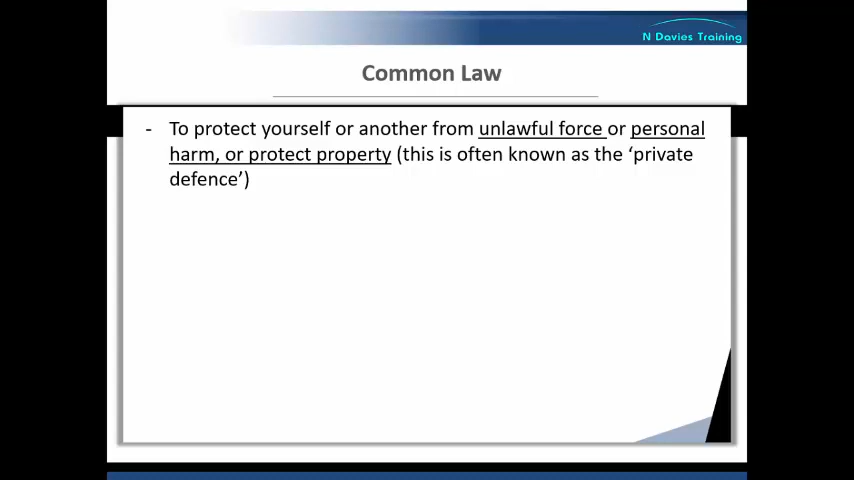 N Davies Training
Common Law
- To protect yourself or another from unlawful force or personal
harm, or protect property (this is often known as the ‘private
defence’)